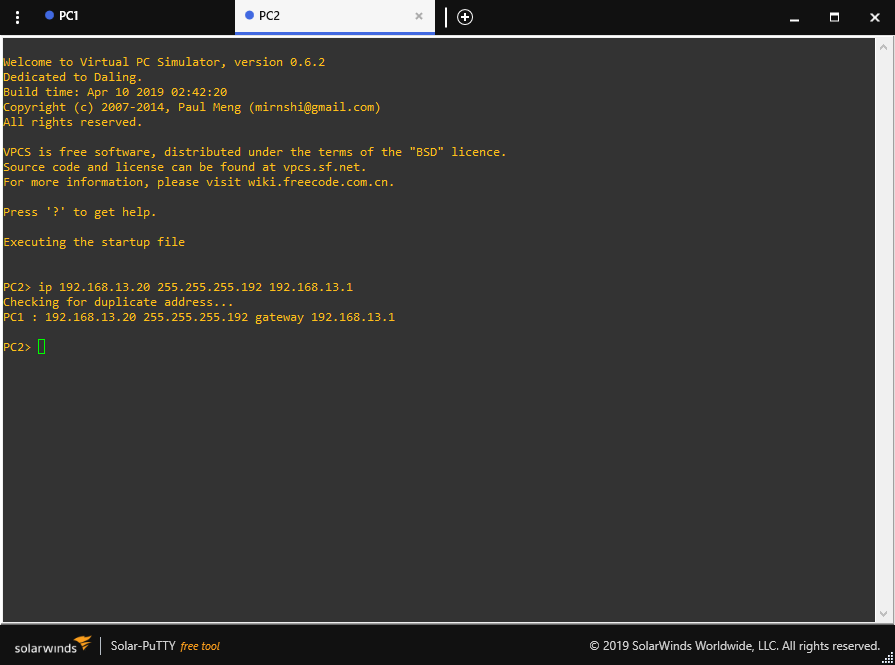 PC1
PC2
Welcome to Virtual PC Simulator, version 0.6.2
Dedicated to Daling.
Build time: Apr 10 2019 02:42:20
Copyright (c) 2007-2014, Paul Meng (mirnshi@gmail.com)
All rights reserved.
VPCS is free software, distributed under the terms of the "BSD" licence.
Source code and license can be found at vpcs.sf.net.
For more information, please visit wiki.freecode.com.cn.
Press '?' to get help.
Executing the startup file
PC2> ip 192.168.13.20 255.255.255.192 192.168.13.1
Checking for duplicate address...
PC1 : 192.168.13.20 255.255.255.192 gateway 192.168.13.1
PC2>
solarwinds Solar-PuTTY free tool © 2019 SolarWinds Worldwide, LLC. All rights reserved.